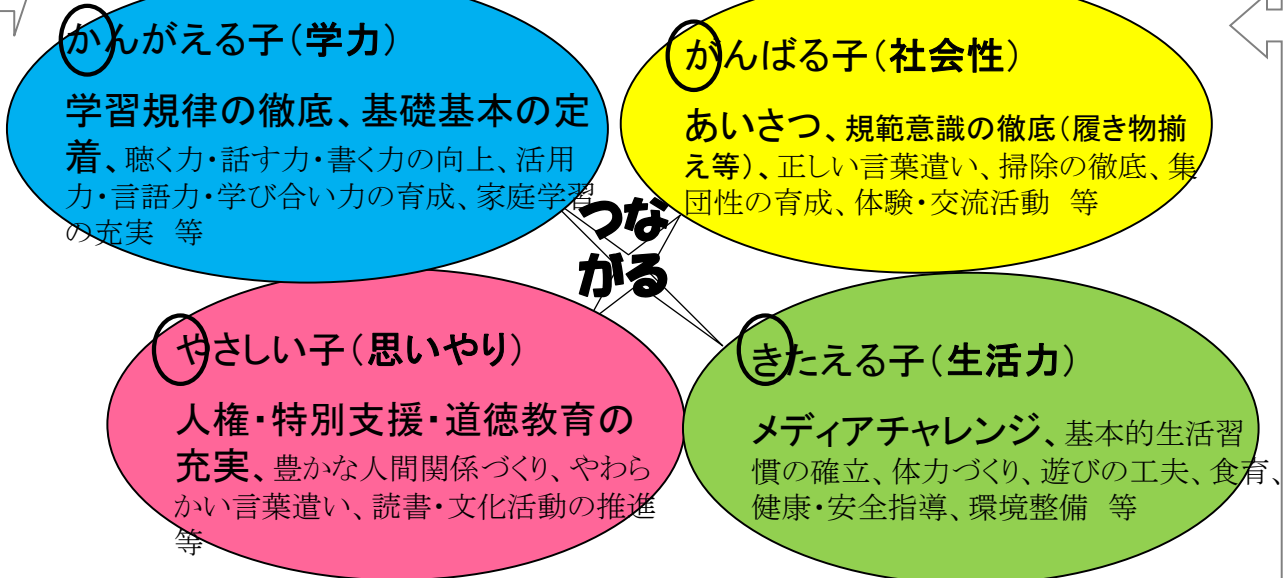 かんがえる子(学力)
学習規律の徹底、基礎基本の定
着、聴く力・話す力・書く力の向上、活用
力・言語力・学び合い力の育成、家庭学習
の充実 等
がんばる子(社会性)
あいさつ、規範意識の徹底(履き物揃
え等)、正しい言葉遣い、掃除の徹底、集
団性の育成、体験・交流活動 等
つな
がる
やさしい子(思いやり)
人権・特別支援・道徳教育の
充実、豊かな人間関係づくり、やわら
かい言葉遣い、読書・文化活動の推進
等
きたえる子(生活力)
メディアチャレンジ、基本的生活習
慣の確立、体力づくり、遊びの工夫、食育、
健康・安全指導、環境整備 等